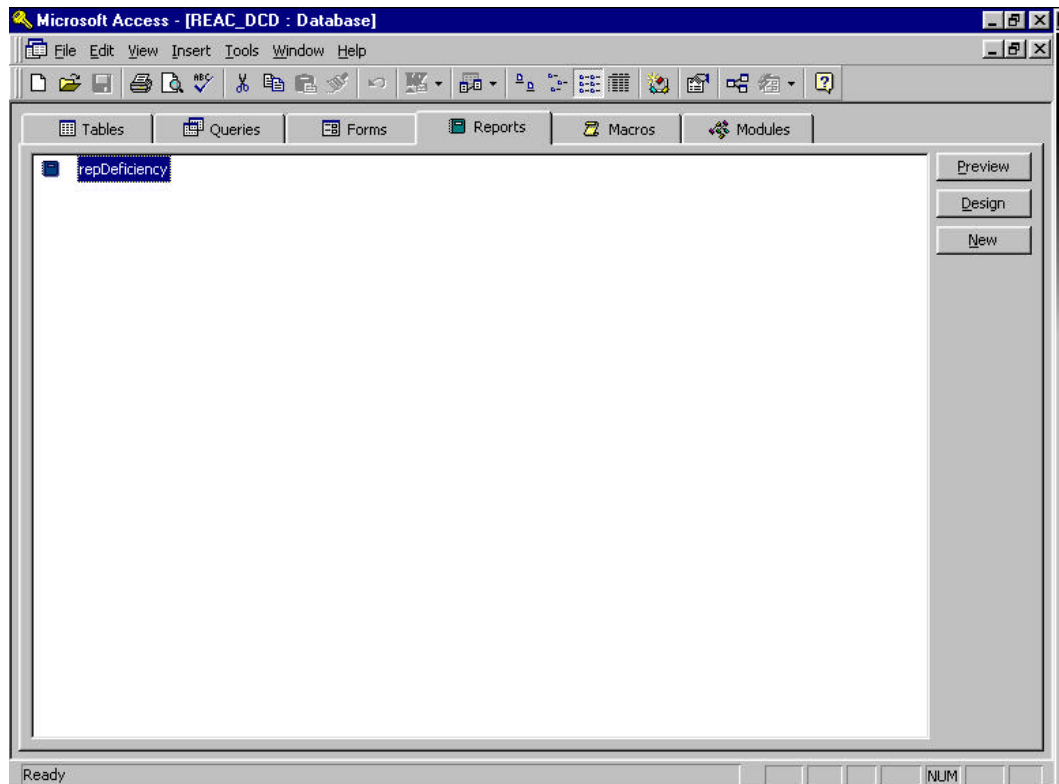 Microsoft Access - [REAC_DCD : Database]
File Edit View Insert Tools Window Help
ABC
Tables Queries Forms Reports Macros Modules
repDeficiency
Preview
Design
New
Ready NUM